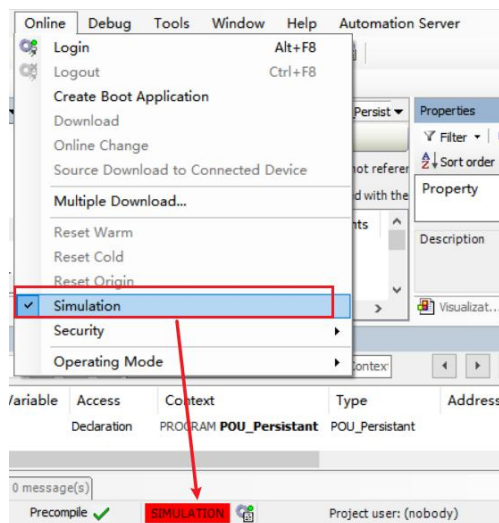 Online Debug Tools Window Help Automation Server
Login Alt+F8
Logout Ctrl+F8
Create Boot Application
Persist
Properties
Download
Filter
Online Change
Sort order
Source Download to Connected Device
not referen
Multiple Download...
d with the
Property
Reset Warm
nts
Description
Reset Cold
Reset Origin
Simulation
Visualizat...
Security
Operating Mode
Contex
Variable Access Context Type Address
Declaration PROGRAM POU_Persistant POU_Persistant
0 message(s)
Precompile SIMULATION Project user: (nobody)